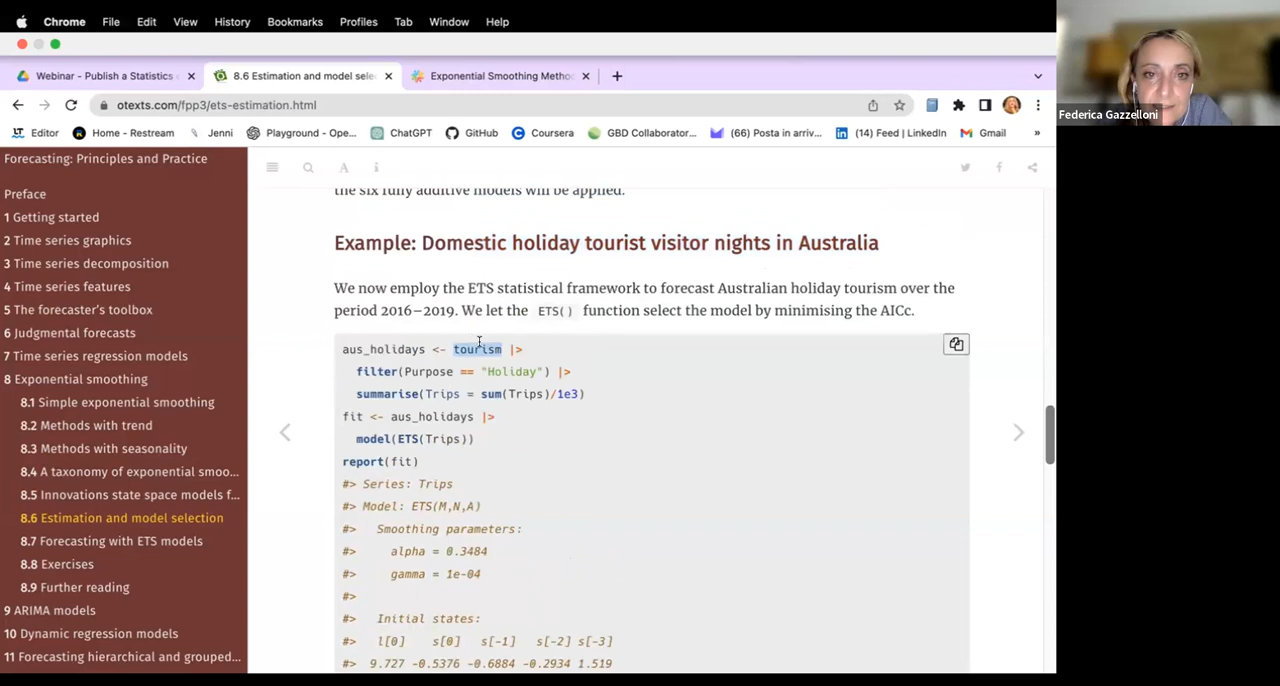 Chrome File Edit View History Bookmarks Profiles Tab Window Help
Webinar - Publish a Statistics
8.6 Estimation and model sele
Exponential Smoothing Metho
otexts.com/fpp3/ets-estimation.html
Editor Home - Restream Jenni Playground - Ope... ChatGPT GitHub Coursera GBD Collaborator... (66) Posta in arriv... (14) Feed | LinkedIn Gmail »
Federica Gazzelloni
Forecasting: Principles and Practice
Preface
1 Getting started
2 Time series graphics
3 Time series decomposition
4 Time series features
5 The forecaster's toolbox
6 Judgmental forecasts
7 Time series regression models
8 Exponential smoothing
8.1 Simple exponential smoothing
8.2 Methods with trend
8.3 Methods with seasonality
8.4 A taxonomy of exponential smoo...
8.5 Innovations state space models f...
8.6 Estimation and model selection
8.7 Forecasting with ETS models
8.8 Exercises
8.9 Further reading
9 ARIMA models
10 Dynamic regression models
11 Forecasting hierarchical and grouped...
the six fully additive models will be applied.
Example: Domestic holiday tourist visitor nights in Australia
We now employ the ETS statistical framework to forecast Australian holiday tourism over the
period 2016–2019. We let the ETS() function select the model by minimising the AICc.
aus_holidays <- tourism |>
filter(Purpose == "Holiday") |>
summarise(Trips = sum(Trips)/1e3)
fit <- aus_holidays |>
model(ETS(Trips))
report(fit)
#> Series: Trips
#> Model: ETS(M,N,A)
#> Smoothing parameters:
#> alpha = 0.3484
#> gamma = 1e-04
#>
#> Initial states:
#> l[0] s[0] s[-1] s[-2] s[-3]
#> 9.727 -0.5376 -0.6884 -0.2934 1.519